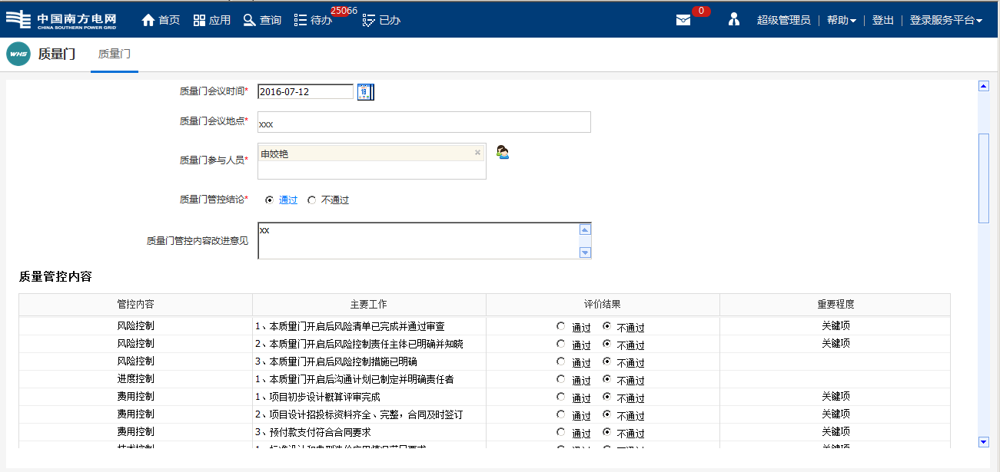 中国南方电网 首页 应用 查询 待办 25066 已办 0 超级管理员 帮助 登出 登录服务平台
CHINA SOUTHERN POWER GRID
WHS 质量门 质量门
质量门会议时间* 2016-07-12 18
质量门会议地点* xxx
质量门参与人员* 申姣艳 ×
质量门管控结论* 通过 不通过
质量门管控内容改进意见 xx
质量管控内容
管控内容 主要工作 评价结果 重要程度
风险控制 1、本质量门开启后风险清单已完成并通过审查 通过 不通过 关键项
风险控制 2、本质量门开启后风险控制责任主体已明确并知晓 通过 不通过 关键项
风险控制 3、本质量门开启后风险控制措施已明确 通过 不通过
进度控制 1、本质量门开启后沟通计划已制定并明确责任者 通过 不通过
费用控制 1、项目初步设计概算评审完成 通过 不通过 关键项
费用控制 2、项目设计招投标资料齐全、完整，合同及时签订 通过 不通过 关键项
费用控制 3、预付款支付符合合同要求 通过 不通过 关键项